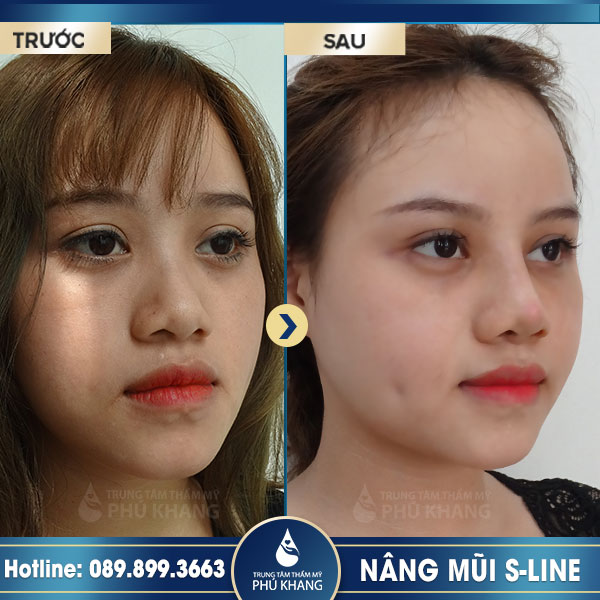 TRƯỚC
SAU
TRUNG TÂM THẨM MỸ
PHÚ KHANG
TRUNG TÂM THẨM MỸ
PHÚ KHANG
Hotline: 089.899.3663
TRUNG TÂM THẨM MỸ
PHÚ KHANG
NÂNG MŨI S-LINE